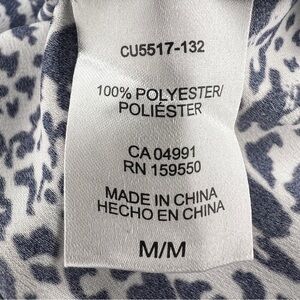 CU5517-132
100% POLYESTER/
POLIÉSTER
CA 04991
RN 159550
MADE IN CHINA
HECHO EN CHINA
M/M